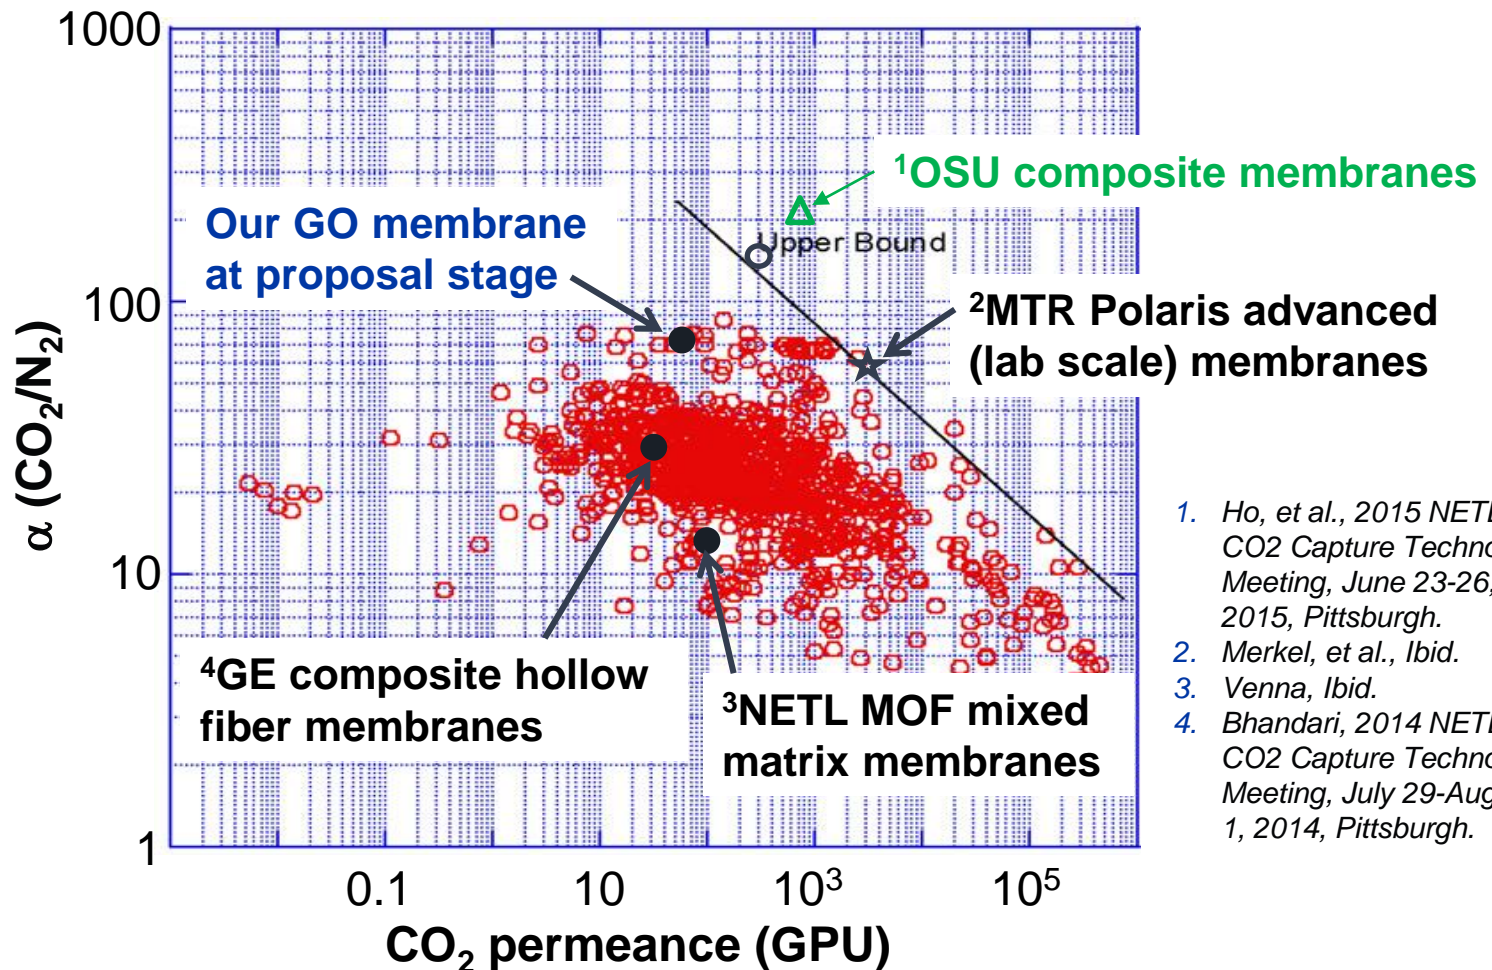 1000
100
10
1
α (CO₂/N₂)
¹OSU composite membranes
Our GO membrane
at proposal stage
Upper Bound
²MTR Polaris advanced
(lab scale) membranes
⁴GE composite hollow
fiber membranes
³NETL MOF mixed
matrix membranes
0.1
10
10³
10⁵
CO₂ permeance (GPU)
1. Ho, et al., 2015 NETL
CO2 Capture Techno
Meeting, June 23-26,
2015, Pittsburgh.
2. Merkel, et al., Ibid.
3. Venna, Ibid.
4. Bhandari, 2014 NETL
CO2 Capture Techno
Meeting, July 29-Aug
1, 2014, Pittsburgh.